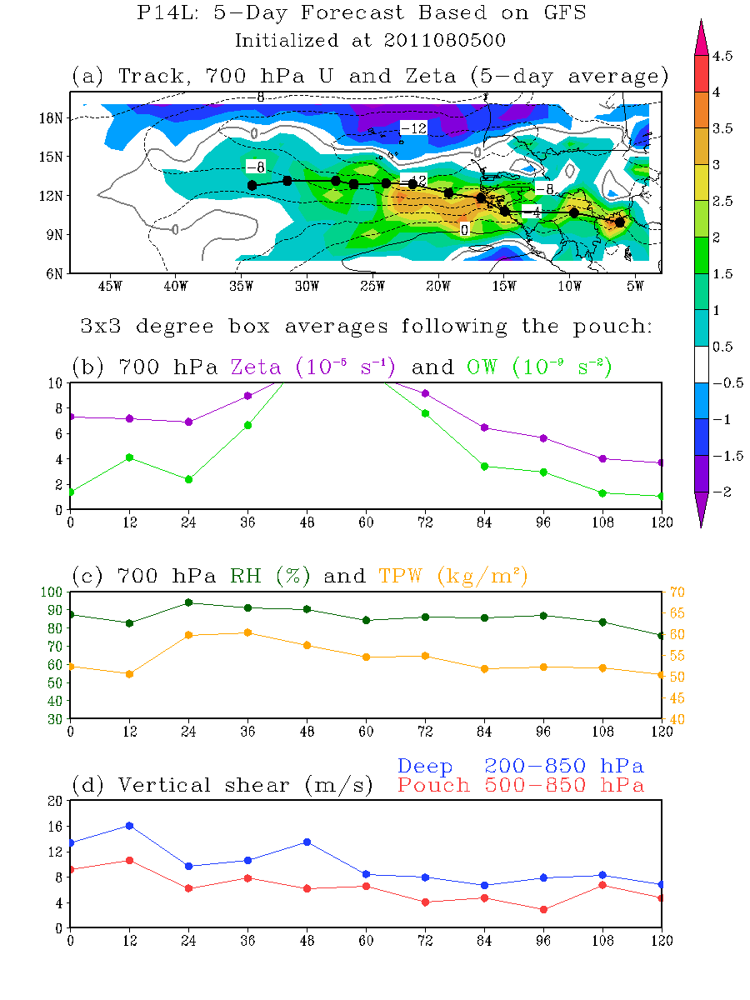 P14L: 5-Day Forecast Based on GFS
Initialized at 2011080500
(a) Track, 700 hPa U and Zeta (5-day average)
18N
15N
12N
9N
6N
-8
-12
0
0
-8
-12
-8
-4
0
0
45W 40W 35W 30W 25W 20W 15W 10W 5W
4.5
4
3.5
3
2.5
2
1.5
1
0.5
-0.5
-1
-1.5
-2
3x3 degree box averages following the pouch:
(b) 700 hPa Zeta (10⁻⁵ s⁻¹) and OW (10⁻⁹ s⁻²)
10
8
6
4
2
0
0 12 24 36 48 60 72 84 96 108 120
(c) 700 hPa RH (%) and TPW (kg/m²)
100
90
80
70
60
50
40
30
70
65
60
55
50
45
40
0 12 24 36 48 60 72 84 96 108 120
Deep 200-850 hPa
(d) Vertical shear (m/s) Pouch 500-850 hPa
20
16
12
8
4
0
0 12 24 36 48 60 72 84 96 108 120